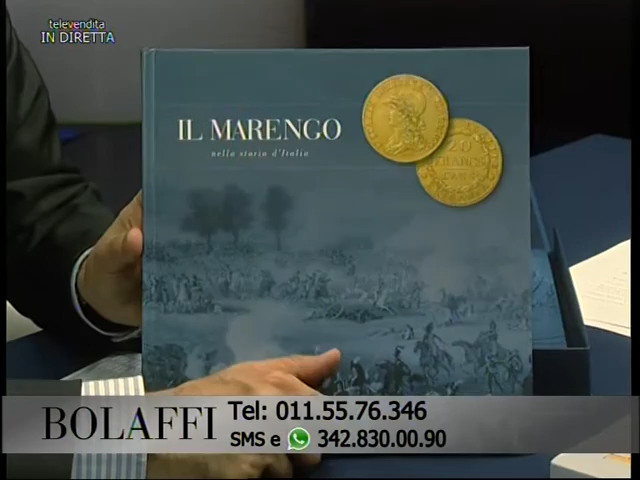 televendita
IN DIRETTA
IL MARENGO
nella storia d'Italia
20
FRANCS
BOLAFFI
Tel: 011.55.76.346
SMS e 342.830.00.90